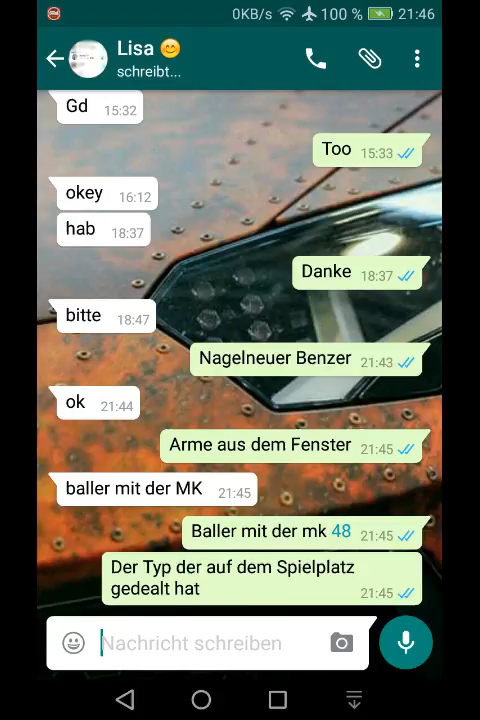 0KB/s 100 % 21:46
Lisa 😊
schreibt...
Gd 15:32
Too 15:33
okey 16:12
hab 18:37
Danke 18:37
bitte 18:47
Nagelneuer Benzer 21:43
ok 21:44
Arme aus dem Fenster 21:45
baller mit der MK 21:45
Baller mit der mk 48 21:45
Der Typ der auf dem Spielplatz
gedealt hat 21:45
Nachricht schreiben